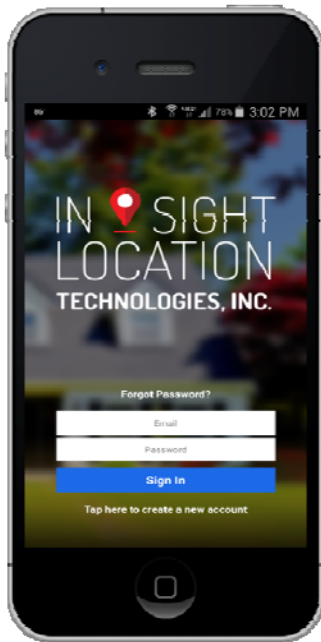 78% 3:02 PM
IN SIGHT
LOCATION
TECHNOLOGIES, INC.
Forgot Password?
Email
Password
Sign In
Tap here to create a new account